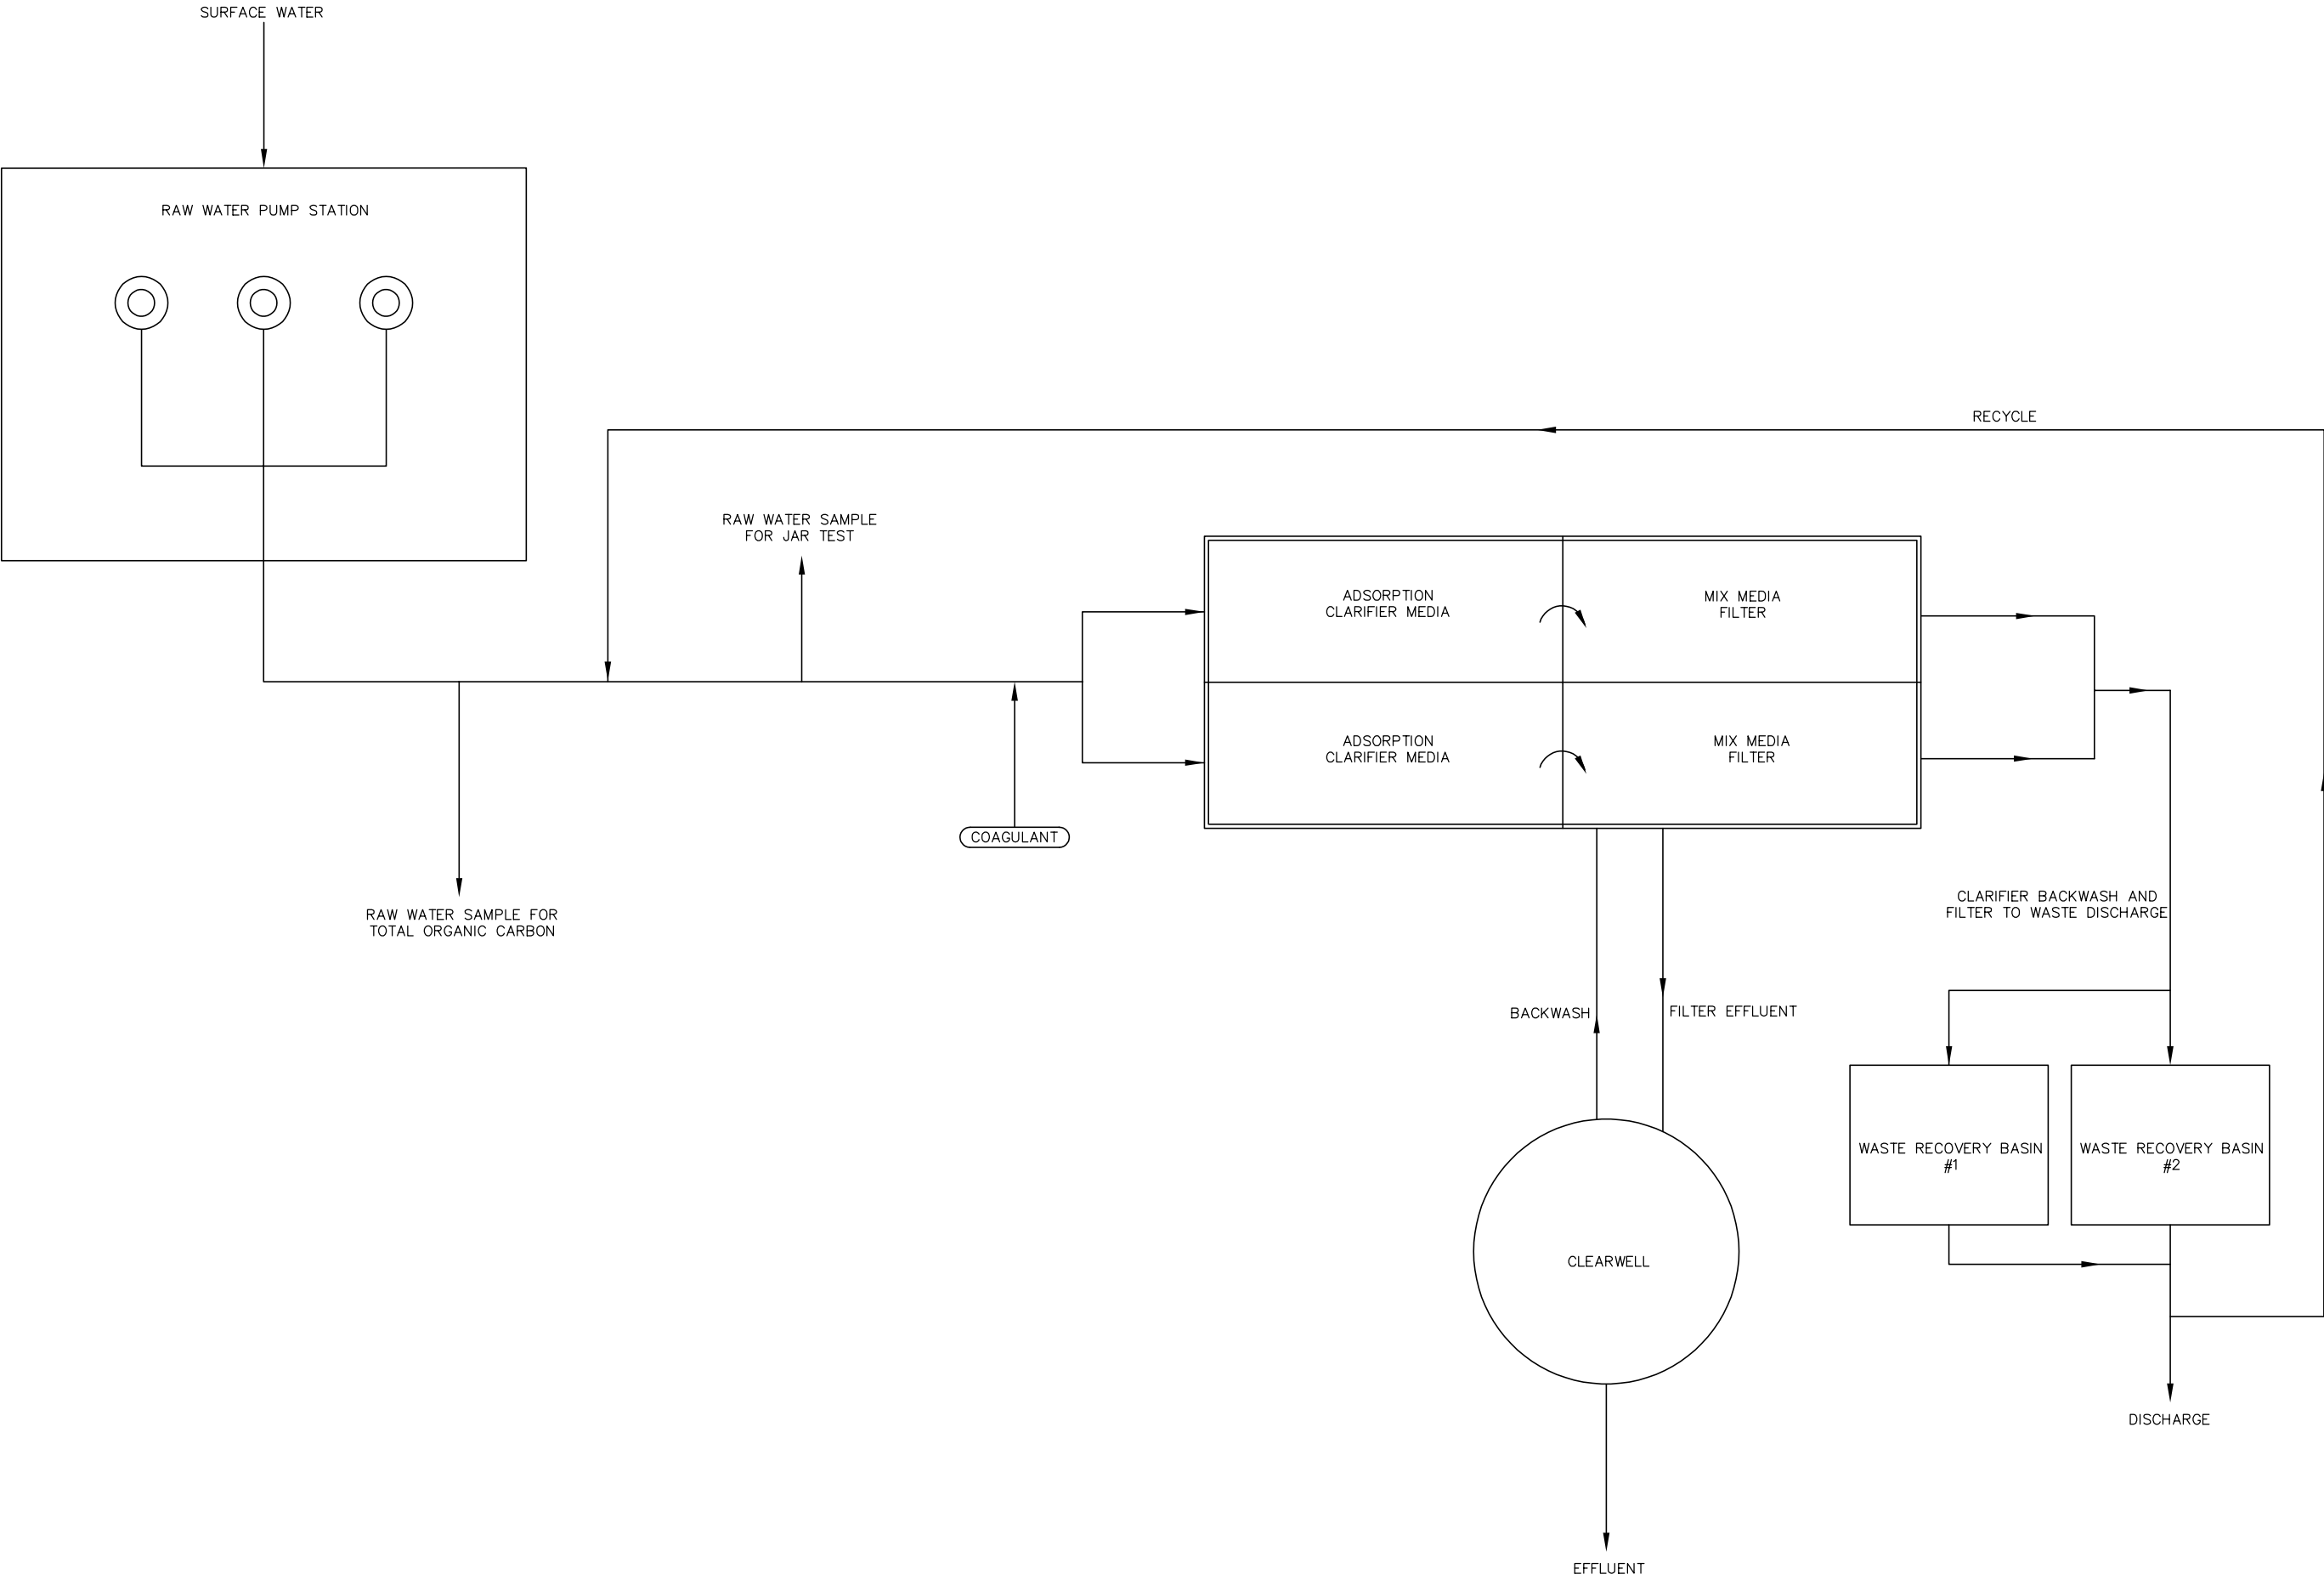 SURFACE WATER
RAW WATER PUMP STATION
RECYCLE
RAW WATER SAMPLE
FOR JAR TEST
ADSORPTION
CLARIFIER MEDIA
MIX MEDIA
FILTER
ADSORPTION
CLARIFIER MEDIA
MIX MEDIA
FILTER
COAGULANT
RAW WATER SAMPLE FOR
TOTAL ORGANIC CARBON
CLARIFIER BACKWASH AND
FILTER TO WASTE DISCHARGE
BACKWASH
FILTER EFFLUENT
WASTE RECOVERY BASIN
#1
WASTE RECOVERY BASIN
#2
CLEARWELL
DISCHARGE
EFFLUENT